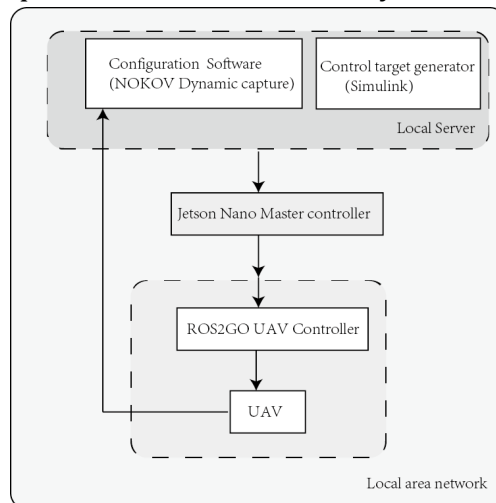 Configuration Software
(NOKOV Dynamic capture)
Control target generator
(Simulink)
Local Server
Jetson Nano Master controller
ROS2GO UAV Controller
UAV
Local area network